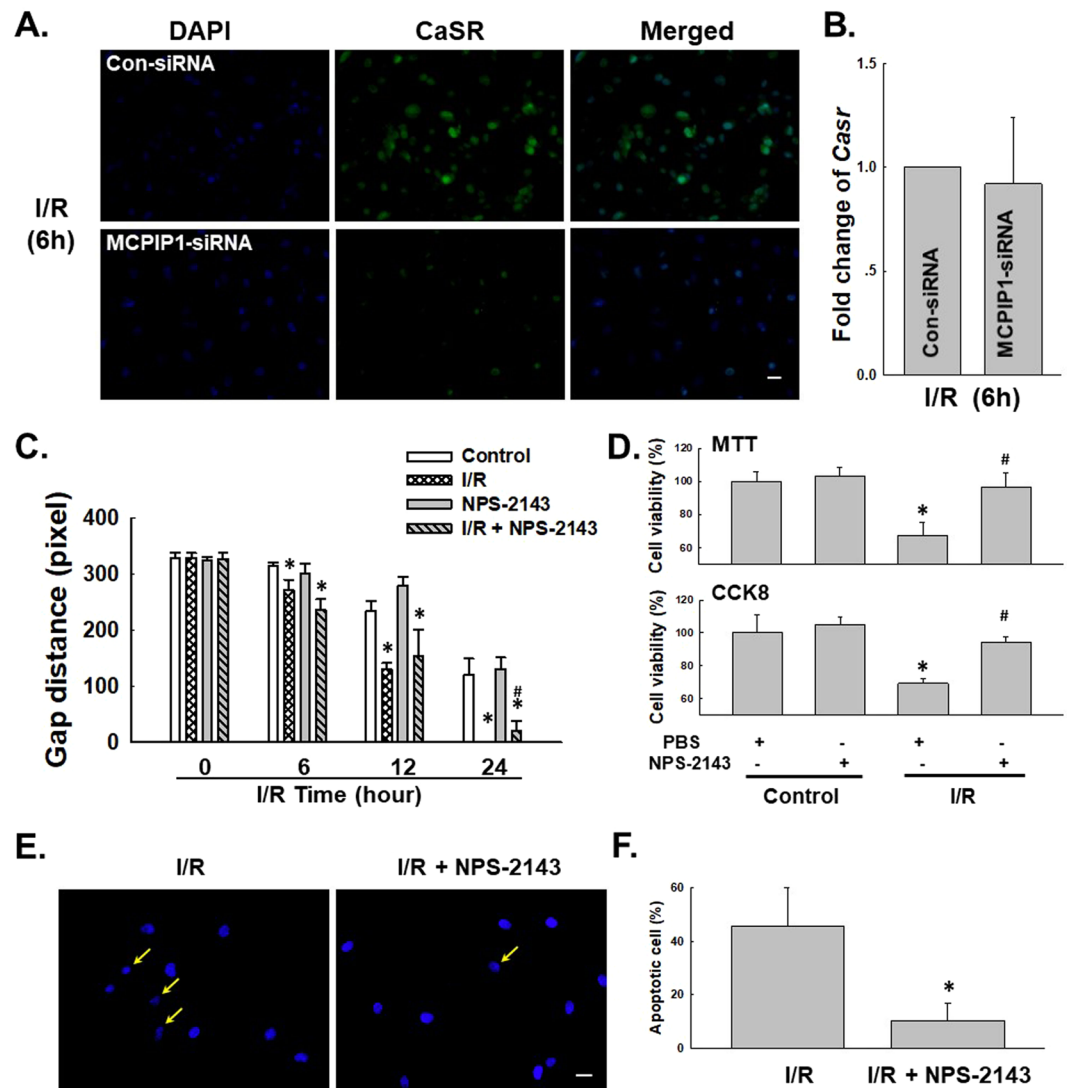 A.
DAPI
CaSR
Merged
Con-siRNA
I/R
(6h)
MCPIP1-siRNA
B.
Fold change of Casr
1.5
1.0
.5
0.0
Con-siRNA
MCPIP1-siRNA
I/R (6h)
C.
Control
I/R
NPS-2143
I/R + NPS-2143
Gap distance (pixel)
400
300
200
100
0
* * * * * # *
0 6 12 24
I/R Time (hour)
D.
MTT
Cell viability (%)
120
100
80
60
* #
CCK8
Cell viability (%)
120
100
80
60
* #
PBS + - + -
NPS-2143 - + - +
Control I/R
E.
I/R
I/R + NPS-2143
F.
Apoptotic cell (%)
60
40
20
0
*
I/R I/R + NPS-2143